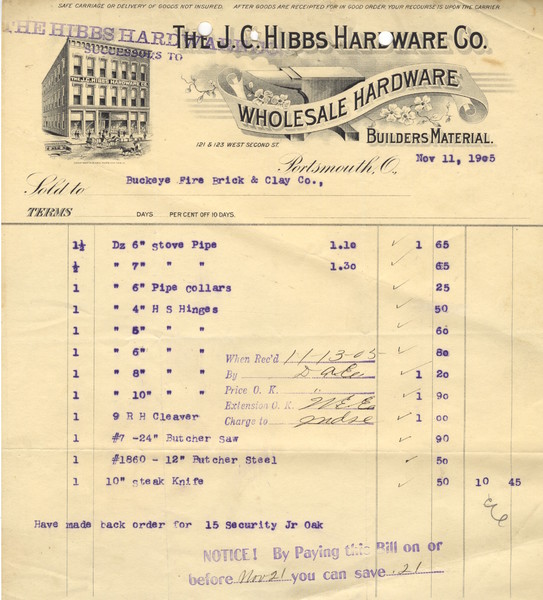 SAFE CARRIAGE OR DELIVERY OF GOODS NOT INSURED. AFTER GOODS ARE RECEIPTED FOR IN GOOD ORDER, YOUR RECOURSE IS UPON THE CARRIER.
THE HIBBS HARDWARE CO.
SUCCESSORS TO
THE J. C. HIBBS HARDWARE CO.
THE J.C. HIBBS HARDWARE CO.
WHOLESALE HARDWARE
BUILDERS MATERIAL.
121 & 123 WEST SECOND ST.
Portsmouth, O., Nov 11, 1905
Sold to Buckeye Fire Brick & Clay Co.,
TERMS DAYS PER CENT OFF 10 DAYS.
1½ Dz 6" stove Pipe 1.10 ✓ 1 65
½ " 7" " " 1.30 ✓ 65
1 " 6" Pipe collars ✓ 25
1 " 4" H S Hinges ✓ 50
1 " 5" " " ✓ 60
1 " 6" " " ✓ 80
1 " 8" " " ✓ 1 20
1 " 10" " " ✓ 1 90
1 9 R H Cleaver ✓ 1 00
1 #7 -24" Butcher Saw ✓ 90
1 #1860 - 12" Butcher Steel ✓ 50
1 10" steak Knife ✓ 50 10 45
When Rec'd 11-13-05
By
Price O. K. "
Extension O. K.
Charge to mdse
Have made back order for 15 Security Jr Oak
NOTICE! By Paying this Bill on or
before Nov 21 you can save .21